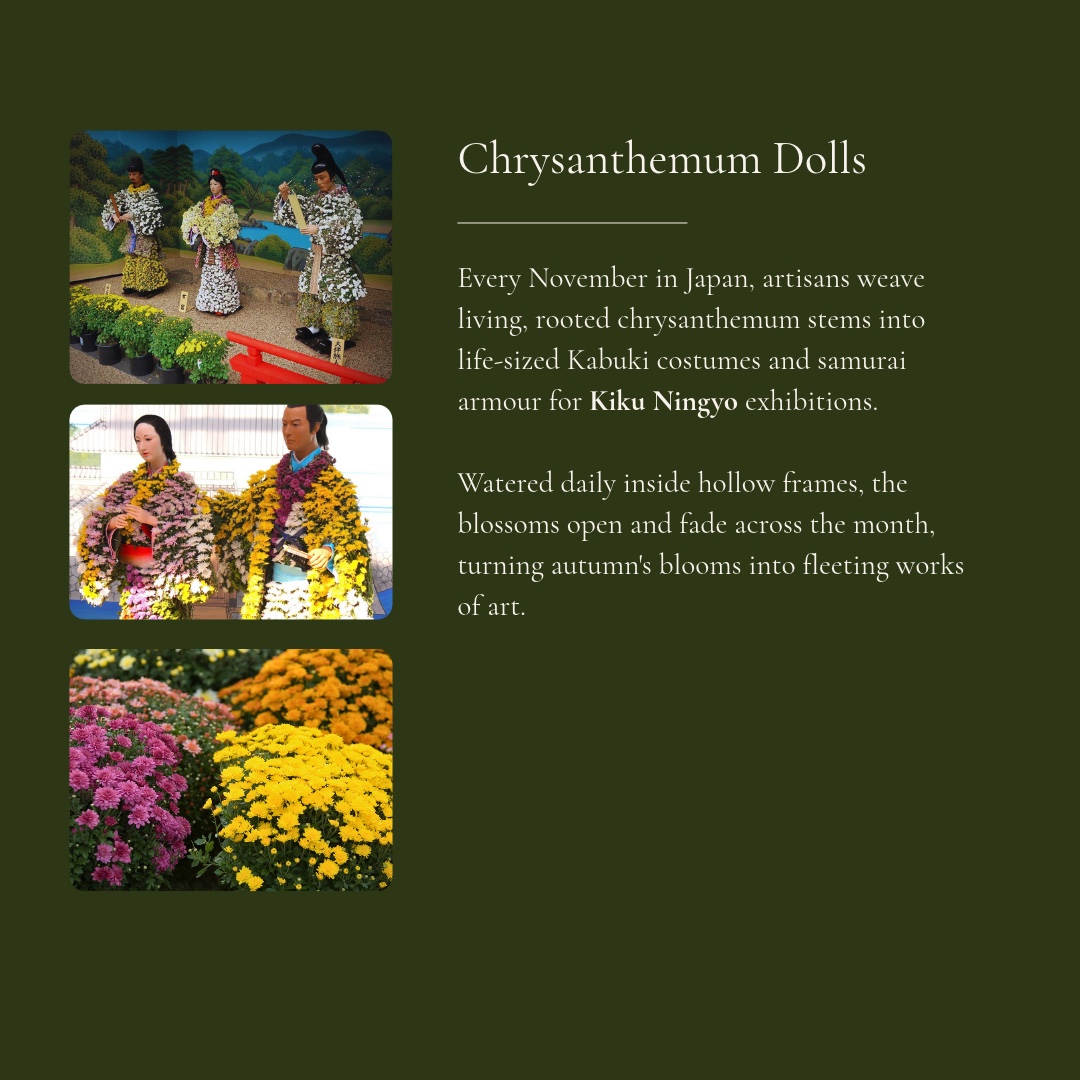 Chrysanthemum Dolls
Every November in Japan, artisans weave
living, rooted chrysanthemum stems into
life-sized Kabuki costumes and samurai
armour for Kiku Ningyo exhibitions.
Watered daily inside hollow frames, the
blossoms open and fade across the month,
turning autumn's blooms into fleeting works
of art.